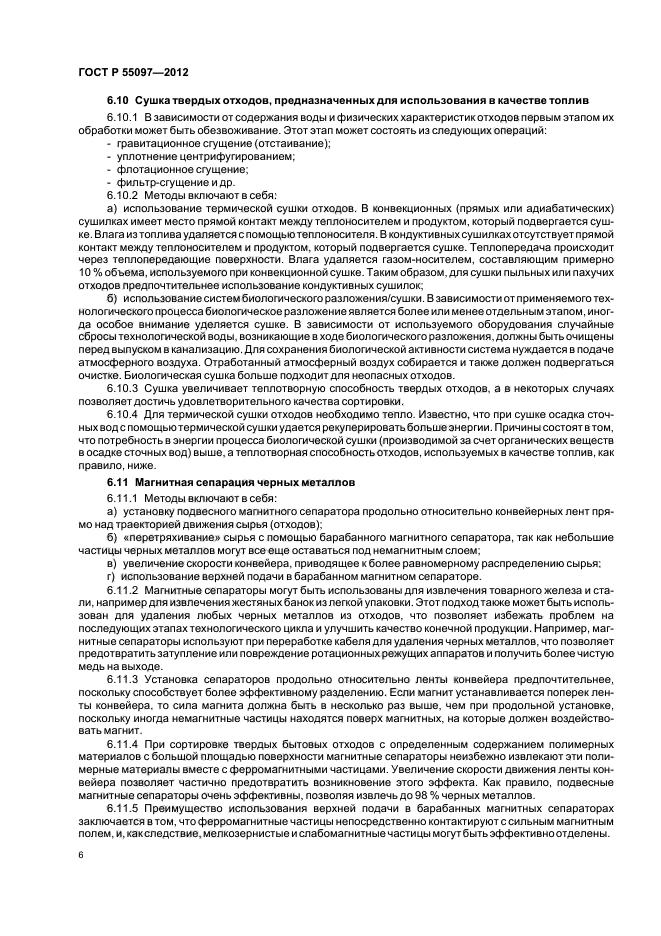 ГОСТ Р 55097—2012
6.10 Сушка твердых отходов, предназначенных для использования в качестве топлив
6.10.1 В зависимости от содержания воды и физических характеристик отходов первым этапом их
обработки может быть обезвоживание. Этот этап может состоять из следующих операций:
- гравитационное сгущение (отстаивание);
- уплотнение центрифугированием;
- флотационное сгущение;
- фильтр-сгущение и др.
6.10.2 Методы включают в себя:
а) использование термической сушки отходов. В конвекционных (прямых или адиабатических)
сушилках имеет место прямой контакт между теплоносителем и продуктом, который подвергается суш-
ке. Влага из топлива удаляется с помощью теплоносителя. В кондуктивных сушилках отсутствует прямой
контакт между теплоносителем и продуктом, который подвергается сушке. Теплопередача происходит
через теплопередающие поверхности. Влага удаляется газом-носителем, составляющим примерно
10 % объема, используемого при конвекционной сушке. Таким образом, для сушки пыльных или пахучих
отходов предпочтительнее использование кондуктивных сушилок;
б) использование систем биологического разложения/сушки. В зависимости от применяемого тех-
нологического процесса биологическое разложение является более или менее отдельным этапом, иног-
да особое внимание уделяется сушке. В зависимости от используемого оборудования случайные
сбросы технологической воды, возникающие в ходе биологического разложения, должны быть очищены
перед выпуском в канализацию. Для сохранения биологической активности система нуждается в подаче
атмосферного воздуха. Отработанный атмосферный воздух собирается и также должен подвергаться
очистке. Биологическая сушка больше подходит для неопасных отходов.
6.10.3 Сушка увеличивает теплотворную способность твердых отходов, а в некоторых случаях
позволяет достичь удовлетворительного качества сортировки.
6.10.4 Для термической сушки отходов необходимо тепло. Известно, что при сушке осадка сточ-
ных вод с помощью термической сушки удается рекуперировать больше энергии. Причины состоят в том,
что потребность в энергии процесса биологической сушки (производимой за счет органических веществ
в осадке сточных вод) выше, а теплотворная способность отходов, используемых в качестве топлив, как
правило, ниже.
6.11 Магнитная сепарация черных металлов
6.11.1 Методы включают в себя:
а) установку подвесного магнитного сепаратора продольно относительно конвейерных лент пря-
мо над траекторией движения сырья (отходов);
б) «перетряхивание» сырья с помощью барабанного магнитного сепаратора, так как небольшие
частицы черных металлов могут все еще оставаться под немагнитным слоем;
в) увеличение скорости конвейера, приводящее к более равномерному распределению сырья;
г) использование верхней подачи в барабанном магнитном сепараторе.
6.11.2 Магнитные сепараторы могут быть использованы для извлечения товарного железа и ста-
ли, например для извлечения жестяных банок из легкой упаковки. Этот подход также может быть исполь-
зован для удаления любых черных металлов из отходов, что позволяет избежать проблем на
последующих этапах технологического цикла и улучшить качество конечной продукции. Например, маг-
нитные сепараторы используют при переработке кабеля для удаления черных металлов, что позволяет
предотвратить затупление или повреждение ротационных режущих аппаратов и получить более чистую
медь на выходе.
6.11.3 Установка сепараторов продольно относительно ленты конвейера предпочтительнее,
поскольку способствует более эффективному разделению. Если магнит устанавливается поперек лен-
ты конвейера, то сила магнита должна быть в несколько раз выше, чем при продольной установке,
поскольку иногда немагнитные частицы находятся поверх магнитных, на которые должен воздейство-
вать магнит.
6.11.4 При сортировке твердых бытовых отходов с определенным содержанием полимерных
материалов с большой площадью поверхности магнитные сепараторы неизбежно извлекают эти поли-
мерные материалы вместе с ферромагнитными частицами. Увеличение скорости движения ленты кон-
вейера позволяет частично предотвратить возникновение этого эффекта. Как правило, подвесные
магнитные сепараторы очень эффективны, позволяя извлечь до 98 % черных металлов.
6.11.5 Преимущество использования верхней подачи в барабанных магнитных сепараторах
заключается в том, что ферромагнитные частицы непосредственно контактируют с сильным магнитным
полем, и, как следствие, мелкозернистые и слабомагнитные частицы могут быть эффективно отделены.
6